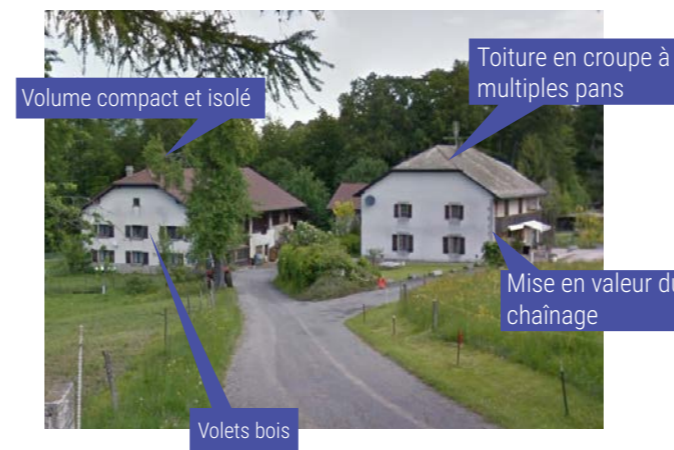 Toiture en croupe à
multiples pans
Volume compact et isolé
Mise en valeur du
chaînage
Volets bois